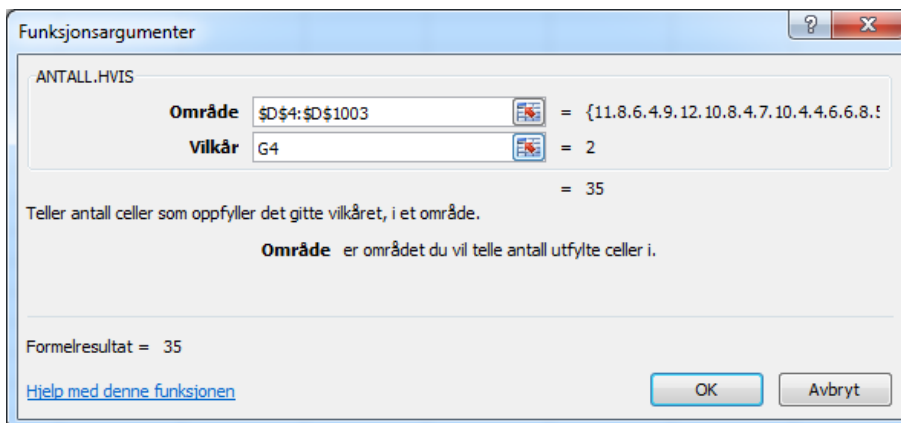 Funksjonsargumenter
ANTALL.HVIS
Område $D$4:$D$1003 = {11.8.6.4.9.12.10.8.4.7.10.4.4.6.6.8.5
Vilkår G4 = 2
= 35
Teller antall celler som oppfyller det gitte vilkåret, i et område.
Område er området du vil telle antall utfylte celler i.
Formelresultat = 35
Hjelp med denne funksjonen OK Avbryt